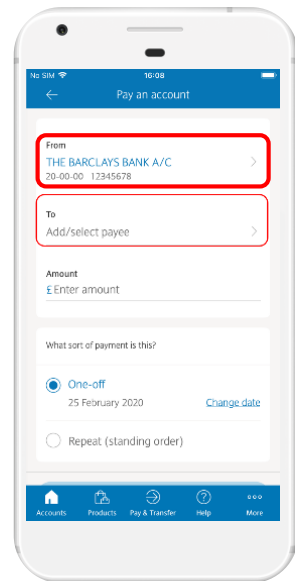 No SIM 16:08
Pay an account
From
THE BARCLAYS BANK A/C
20-00-00 12345678
To
Add/select payee
Amount
£ Enter amount
What sort of payment is this?
One-off
25 February 2020 Change date
Repeat (standing order)
Accounts Products Pay & Transfer Help More